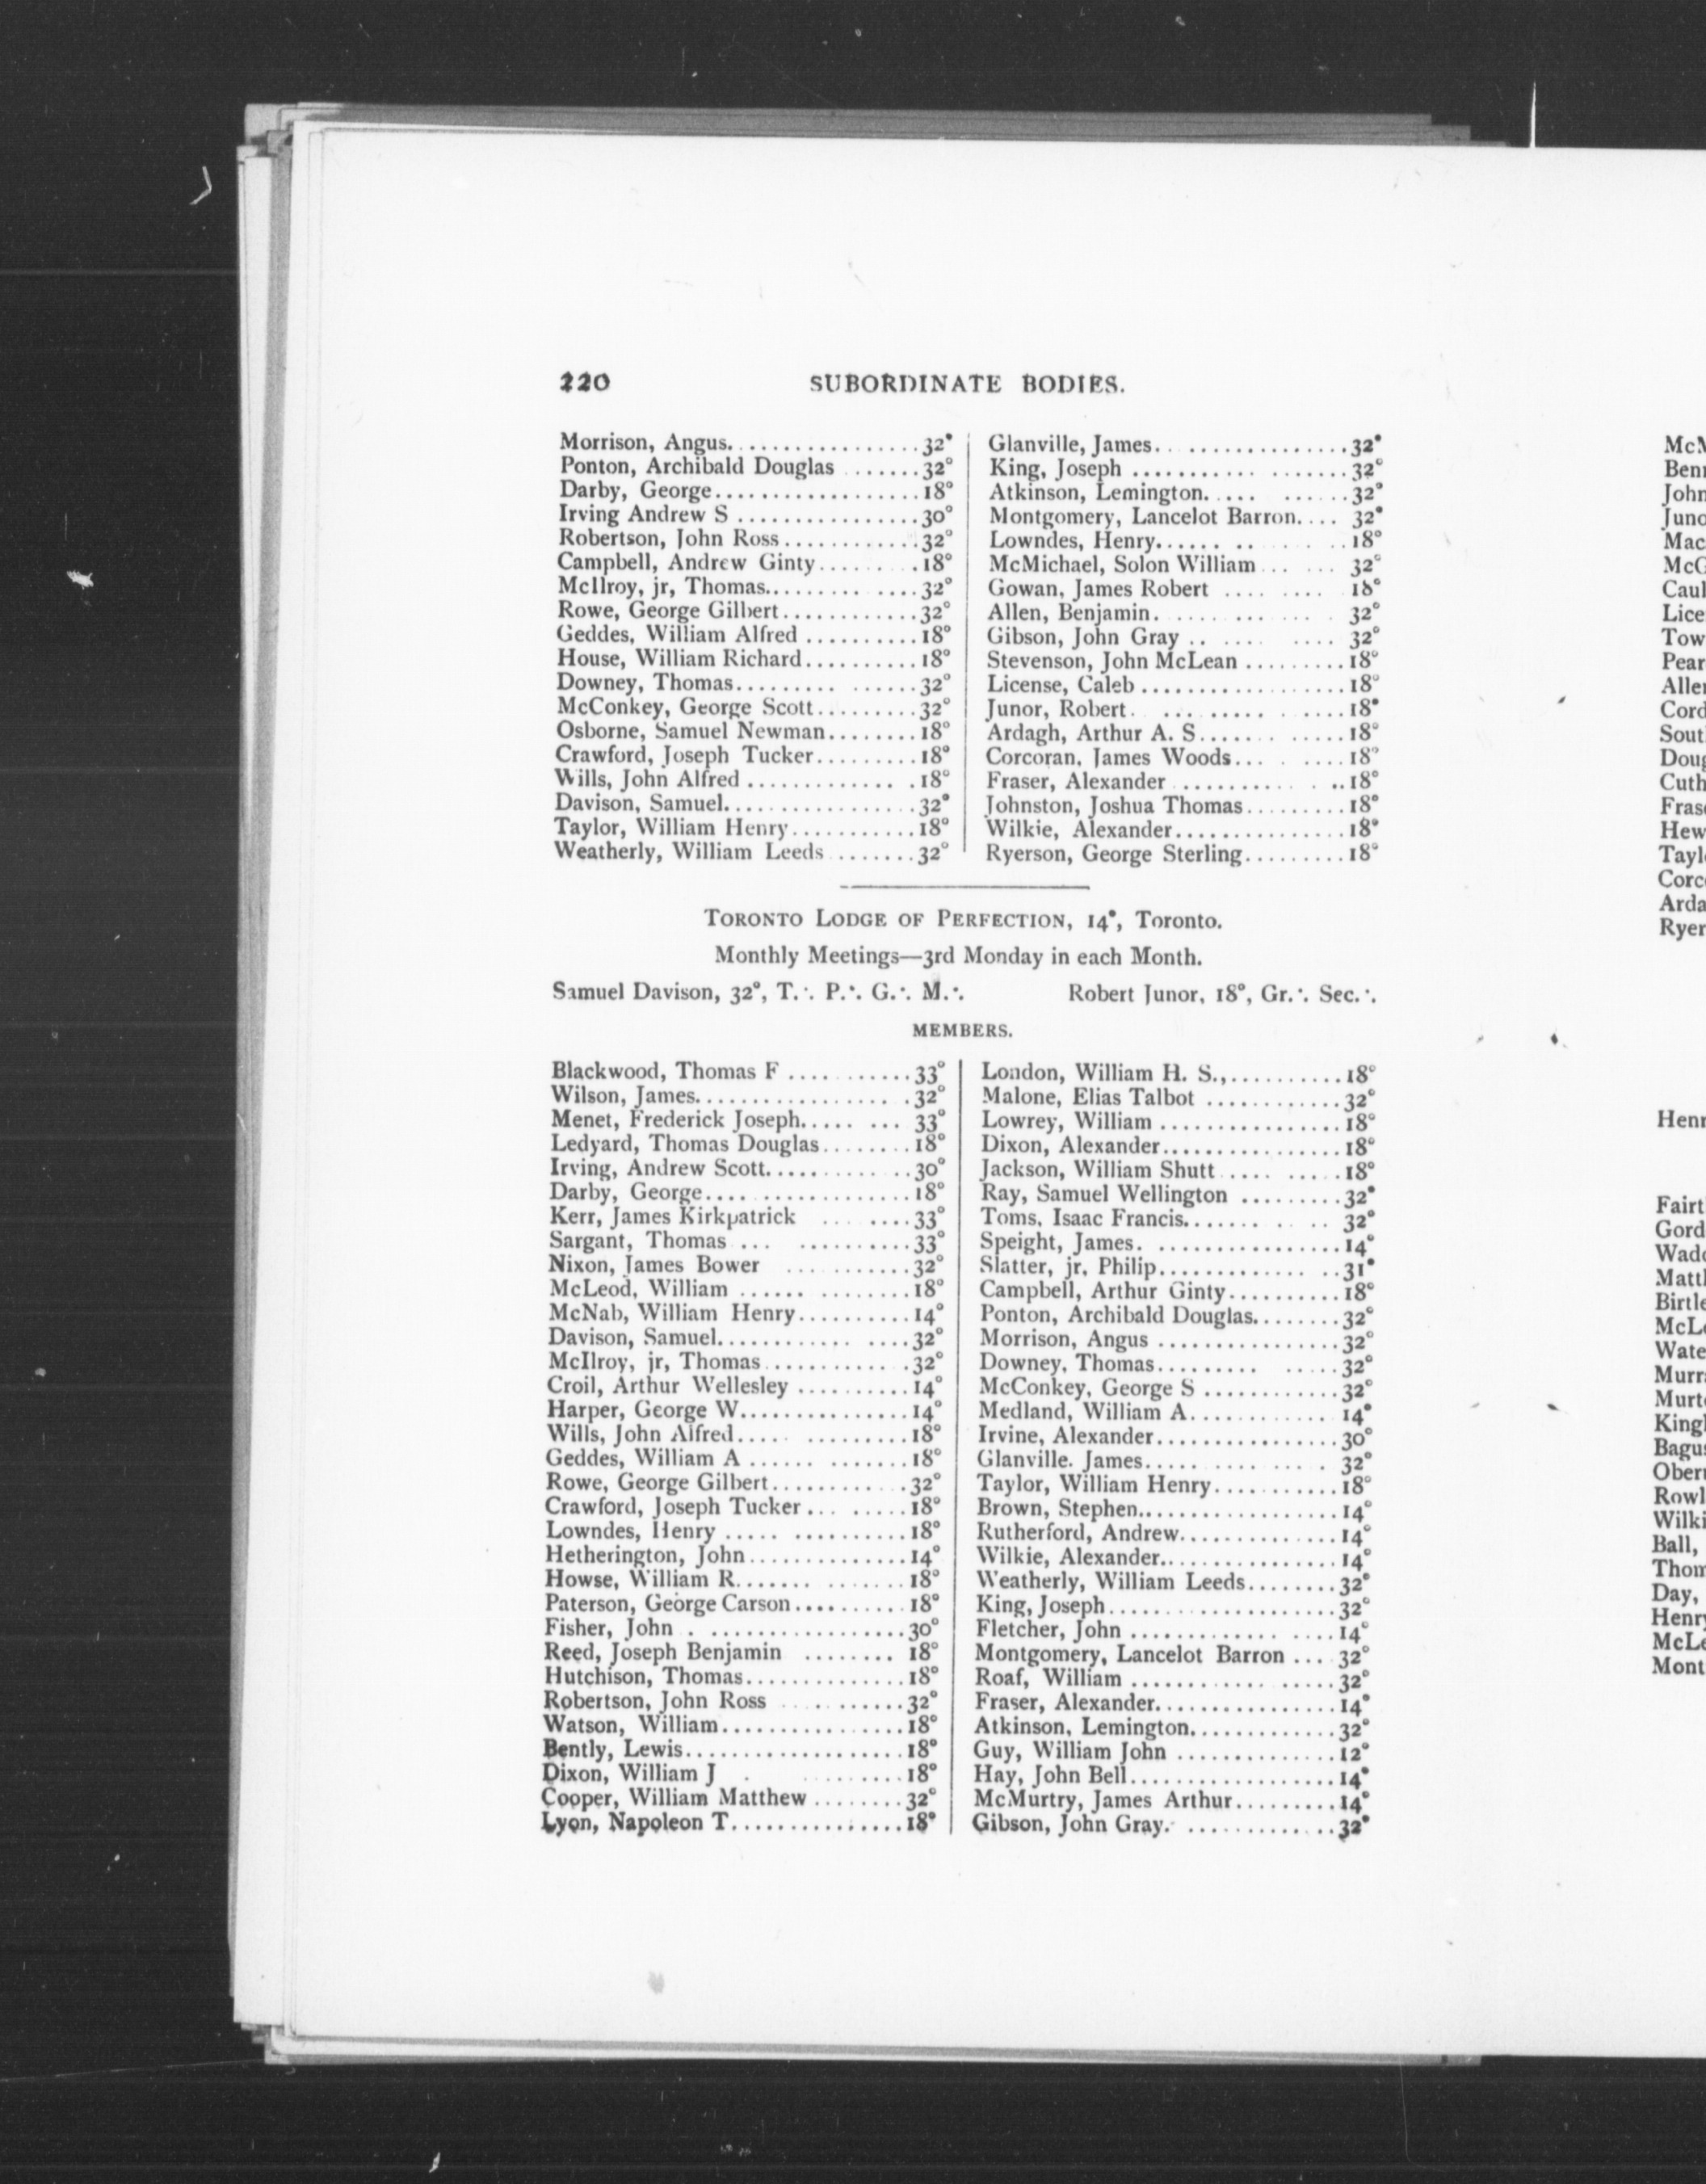 220 SUBORDINATE BODIES.
Morrison, Angus. ................32°
Ponton, Archibald Douglas .......32°
Darby, George..................18°
Irving Andrew S ................30°
Robertson, John Ross............32°
Campbell, Andrew Ginty.........18°
McIlroy, jr, Thomas..............32°
Rowe, George Gilbert............32°
Geddes, William Alfred ..........18°
House, William Richard..........18°
Downey, Thomas......... ......32°
McConkey, George Scott.........32°
Osborne, Samuel Newman........18°
Crawford, Joseph Tucker.........18°
Wills, John Alfred ...............18°
Davison, Samuel.................32°
Taylor, William Henry...........18°
Weatherly, William Leeds .......32°
Glanville, James. ................32°
King, Joseph ........... .......32°
Atkinson, Lemington..... ......32°
Montgomery, Lancelot Barron.... 32°
Lowndes, Henry...... .. . . ..18°
McMichael, Solon William... ... 32°
Gowan, James Robert .... .... 18°
Allen, Benjamin. ........... . 32°
Gibson, John Gray .. .... .... 32°
Stevenson, John McLean .........18°
License, Caleb ..................18°
Junor, Robert. ... ...... . ....18°
Ardagh, Arthur A. S....... .....18°
Corcoran, James Woods... . ....18°
Fraser, Alexander .......... . ..18°
Johnston, Joshua Thomas.........18°
Wilkie, Alexander...............18°
Ryerson, George Sterling.........18°
TORONTO LODGE OF PERFECTION, 14°, Toronto.
Monthly Meetings—3rd Monday in each Month.
Samuel Davison, 32°, T.∴ P.∴ G.∴ M.∴ Robert Junor, 18°, Gr.∴ Sec.∴
MEMBERS.
Blackwood, Thomas F ...........33°
Wilson, James...................32°
Menet, Frederick Joseph..... ... 33°
Ledyard, Thomas Douglas........18°
Irving, Andrew Scott.............30°
Darby, George.... ..............18°
Kerr, James Kirkpatrick ... ....33°
Sargant, Thomas ... ..........33°
Nixon, James Bower ...........32°
McLeod, William ...... ........18°
McNab, William Henry..........14°
Davison, Samuel............ ....32°
McIlroy, jr, Thomas.............32°
Croil, Arthur Wellesley ..........14°
Harper, George W...............14°
Wills, John Alfred..... .........18°
Geddes, William A ...... .......18°
Rowe, George Gilbert............32°
Crawford, Joseph Tucker... .....18°
Lowndes, Henry ..... ..........18°
Hetherington, John..............14°
Howse, William R....... .......18°
Paterson, George Carson..........18°
Fisher, John . .................30°
Reed, Joseph Benjamin ........ 18°
Hutchison, Thomas..............18°
Robertson, John Ross ...........32°
Watson, William................18°
Bently, Lewis...................18°
Dixon, William J . .........18°
Cooper, William Matthew ........32°
Lyon, Napoleon T...............18°
London, William H. S.,..........18°
Malone, Elias Talbot ............32°
Lowrey, William ................18°
Dixon, Alexander................18°
Jackson, William Shutt ..... .....18°
Ray, Samuel Wellington .........32°
Toms, Isaac Francis....... . .. 32°
Speight, James. ................14°
Slatter, jr, Philip............. ..31°
Campbell, Arthur Ginty..........18°
Ponton, Archibald Douglas........32°
Morrison, Angus ................32°
Downey, Thomas......... .....32°
McConkey, George S ............32°
Medland, William A............. 14°
Irvine, Alexander................30°
Glanville. James..... ....... . 32°
Taylor, William Henry...........18°
Brown, Stephen..................14°
Rutherford, Andrew..............14°
Wilkie, Alexander................14°
Weatherly, William Leeds........32°
King, Joseph.....................32°
Fletcher, John ............. ....14°
Montgomery, Lancelot Barron ... 32°
Roaf, William ............ .....32°
Fraser, Alexander................14°
Atkinson, Lemington.............32°
Guy, William John ..............12°
Hay, John Bell..................14°
McMurtry, James Arthur.........14°
Gibson, John Gray. .............32°